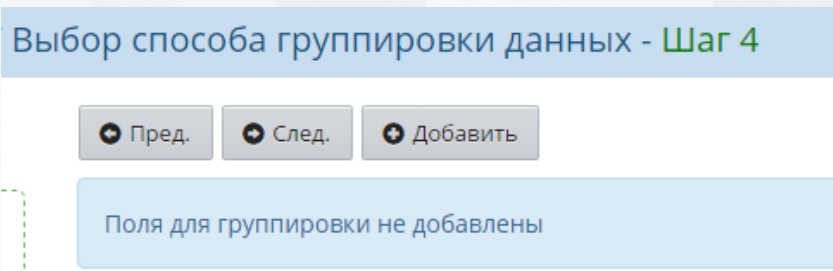 Выбор способа группировки данных - Шаг 4
Пред. След. Добавить
Поля для группировки не добавлены